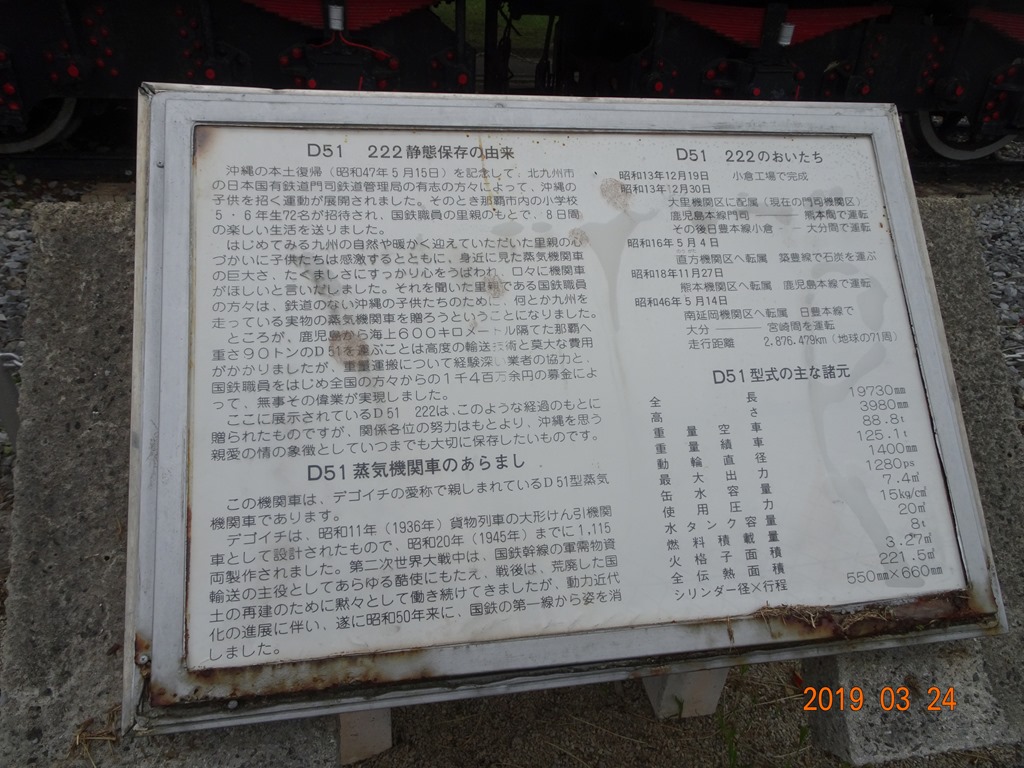 D51 222静態保存の由来
沖縄の本土復帰（昭和47年5月15日）を記念して、北九州市
の日本国有鉄道門司鉄道管理局の有志の方々によって、沖縄の
子供を招く運動が展開されました。そのとき那覇市内の小学校
5・6年生72名が招待され、国鉄職員の里親のもとで、8日間
の楽しい生活を送りました。
はじめてみる九州の自然や暖かく迎えていただいた里親の心
づかいに子供たちは感激するとともに、身近に見た蒸気機関車
の巨大さ、たくましさにすっかり心をうばわれ、口々に機関車
がほしいと言いだしました。それを聞いた里親である国鉄職員
の方々は、鉄道のない沖縄の子供たちのために、何とか九州を
走っている実物の蒸気機関車を贈ろうということになりました。
ところが、鹿児島から海上600キロメートル隔てた那覇へ
重さ90トンのD51を運ぶことは高度の輸送技術と莫大な費用
がかかりましたが、重量運搬について経験深い業者の協力と、
国鉄職員をはじめ全国の方々からの1千4百万余円の募金によ
って、無事その偉業が実現しました。
ここに展示されているD51 222は、このような経過のもとに
贈られたものですが、関係各位の努力はもとより、沖縄を思う
親愛の情の象徴としていつまでも大切に保存したいものです。
D51蒸気機関車のあらまし
この機関車は、デゴイチの愛称で親しまれているD51型蒸気
機関車であります。
デゴイチは、昭和11年（1936年）貨物列車の大形けん引機関
車として設計されたもので、昭和20年（1945年）までに1,115
両製作されました。第二次世界大戦中は、国鉄幹線の軍需物資
輸送の主役としてあらゆる酷使にもたえ、戦後は、荒廃した国
土の再建のために黙々として働き続けてきましたが、動力近代
化の進展に伴い、遂に昭和50年末に、国鉄の第一線から姿を消
しました。
D51 222のおいたち
昭和13年12月19日 小倉工場で完成
昭和13年12月30日
大里機関区に配属（現在の門司機関区）
鹿児島本線門司 ―― 熊本間で運転
その後日豊本線小倉 ―― 大分間で運転
昭和16年5月4日
直方機関区へ転属 築豊線で石炭を運ぶ
昭和18年11月27日
熊本機関区へ転属 鹿児島本線で運転
昭和46年5月14日
南延岡機関区へ転属 日豊本線で
大分 ―――― 宮崎間を運転
走行距離 2,876,479km（地球の71周）
D51型式の主な諸元
全長 19730mm
高さ 3980mm
重量空車 88.8t
重量積車 125.1t
動輪直径 1400mm
最大出力 1280ps
缶水容量 7.4㎥
使用圧力 15kg/c㎡
水タンク容量 20㎥
燃料積載量 8t
火格子面積 3.27㎡
全伝熱面積 221.5㎡
シリンダー径×行程 550mm×660mm
2019 03 24